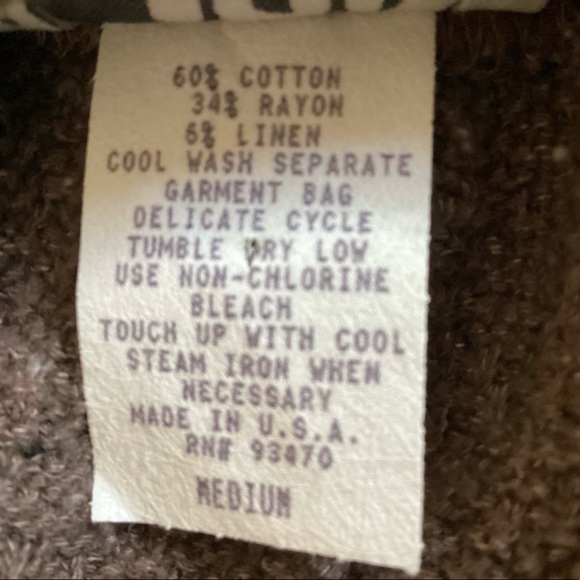 60% COTTON
34% RAYON
6% LINEN
COOL WASH SEPARATE
GARMENT BAG
DELICATE CYCLE
TUMBLE DRY LOW
USE NON-CHLORINE
BLEACH
TOUCH UP WITH COOL
STEAM IRON WHEN
NECESSARY
MADE IN U.S.A.
RN# 93470
MEDIUM